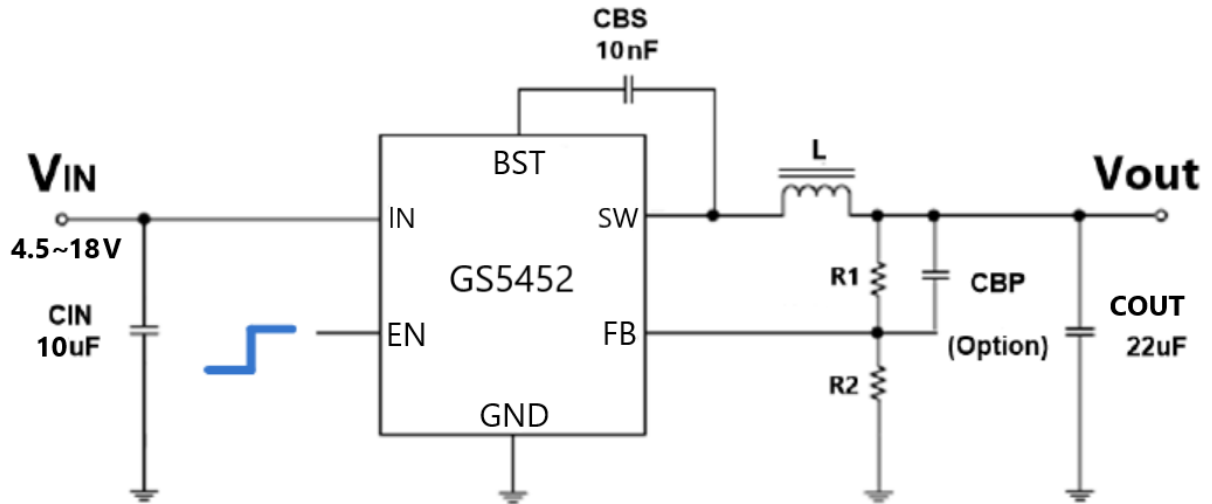 CBS
10nF
BST
L
VIN
Vout
IN
SW
4.5~18V
GS5452
R1
CBP
CIN
10uF
COUT
EN
FB
(Option)
22uF
R2
GND